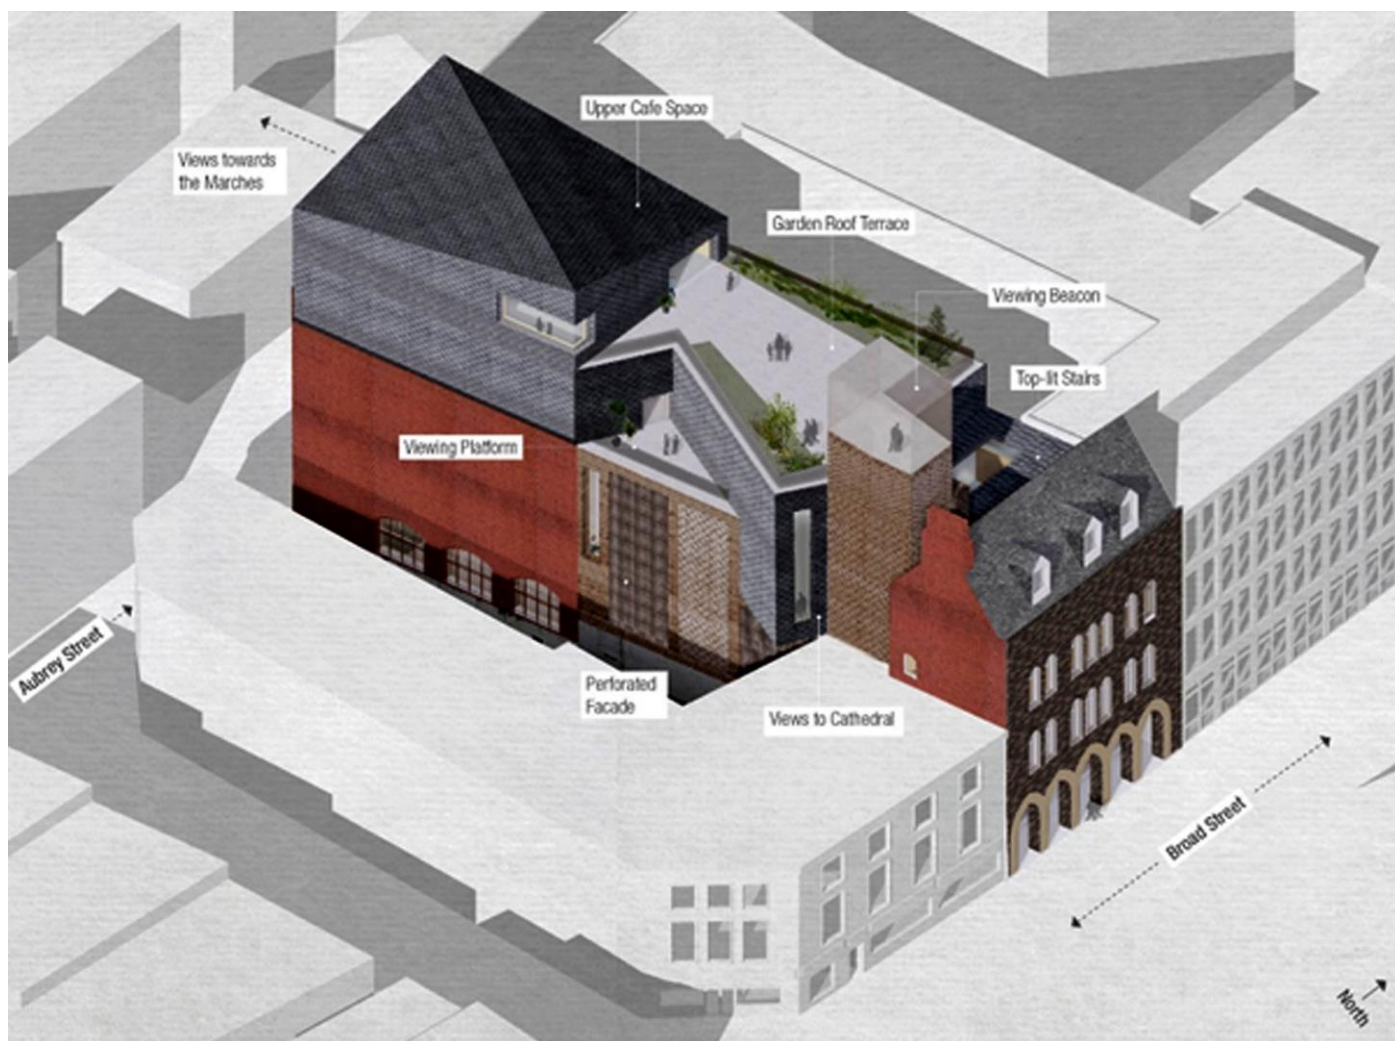 Upper Cafe Space
Views towards
the Marches
Garden Roof Terrace
Viewing Beacon
Top-lit Stairs
Viewing Platform
Aubrey Street
Perforated
Facade
Views to Cathedral
Broad Street
North